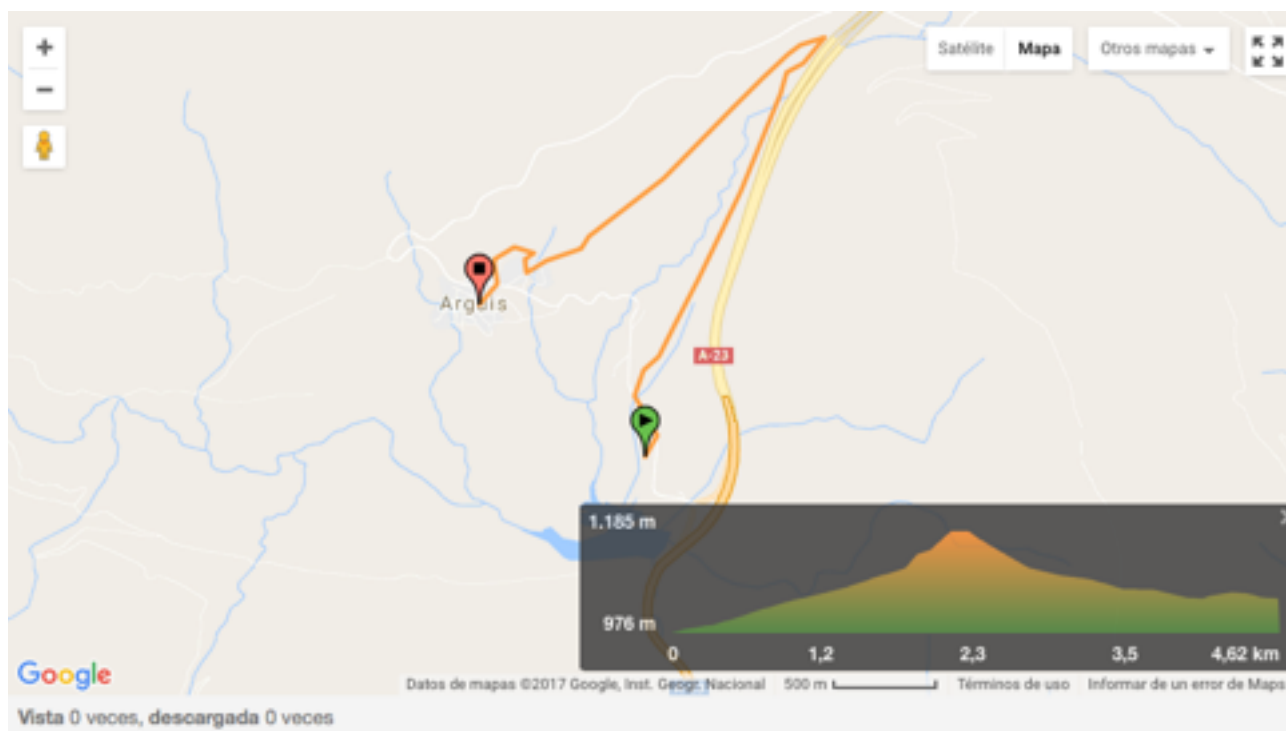 +
Satélite Mapa Otros mapas
−
Arguis
A-23
1.185 m
976 m
0 1,2 2,3 3,5 4,62 km
Google
Datos de mapas ©2017 Google, Inst. Geogr. Nacional 500 m Términos de uso Informar de un error de Maps
Vista 0 veces, descargada 0 veces